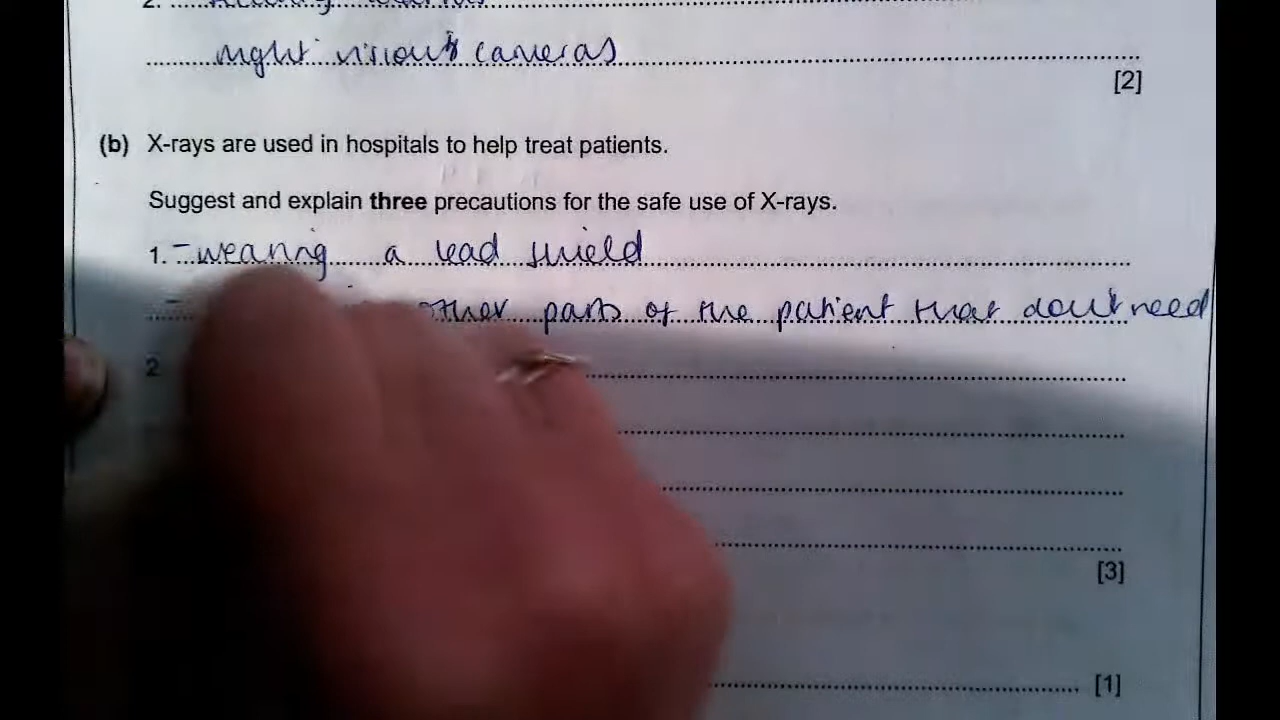 2.
night vision cameras
[2]
(b) X-rays are used in hospitals to help treat patients.
Suggest and explain three precautions for the safe use of X-rays.
1. - wearing a lead shield
other parts of the patient that don't need
2
[3]
[1]